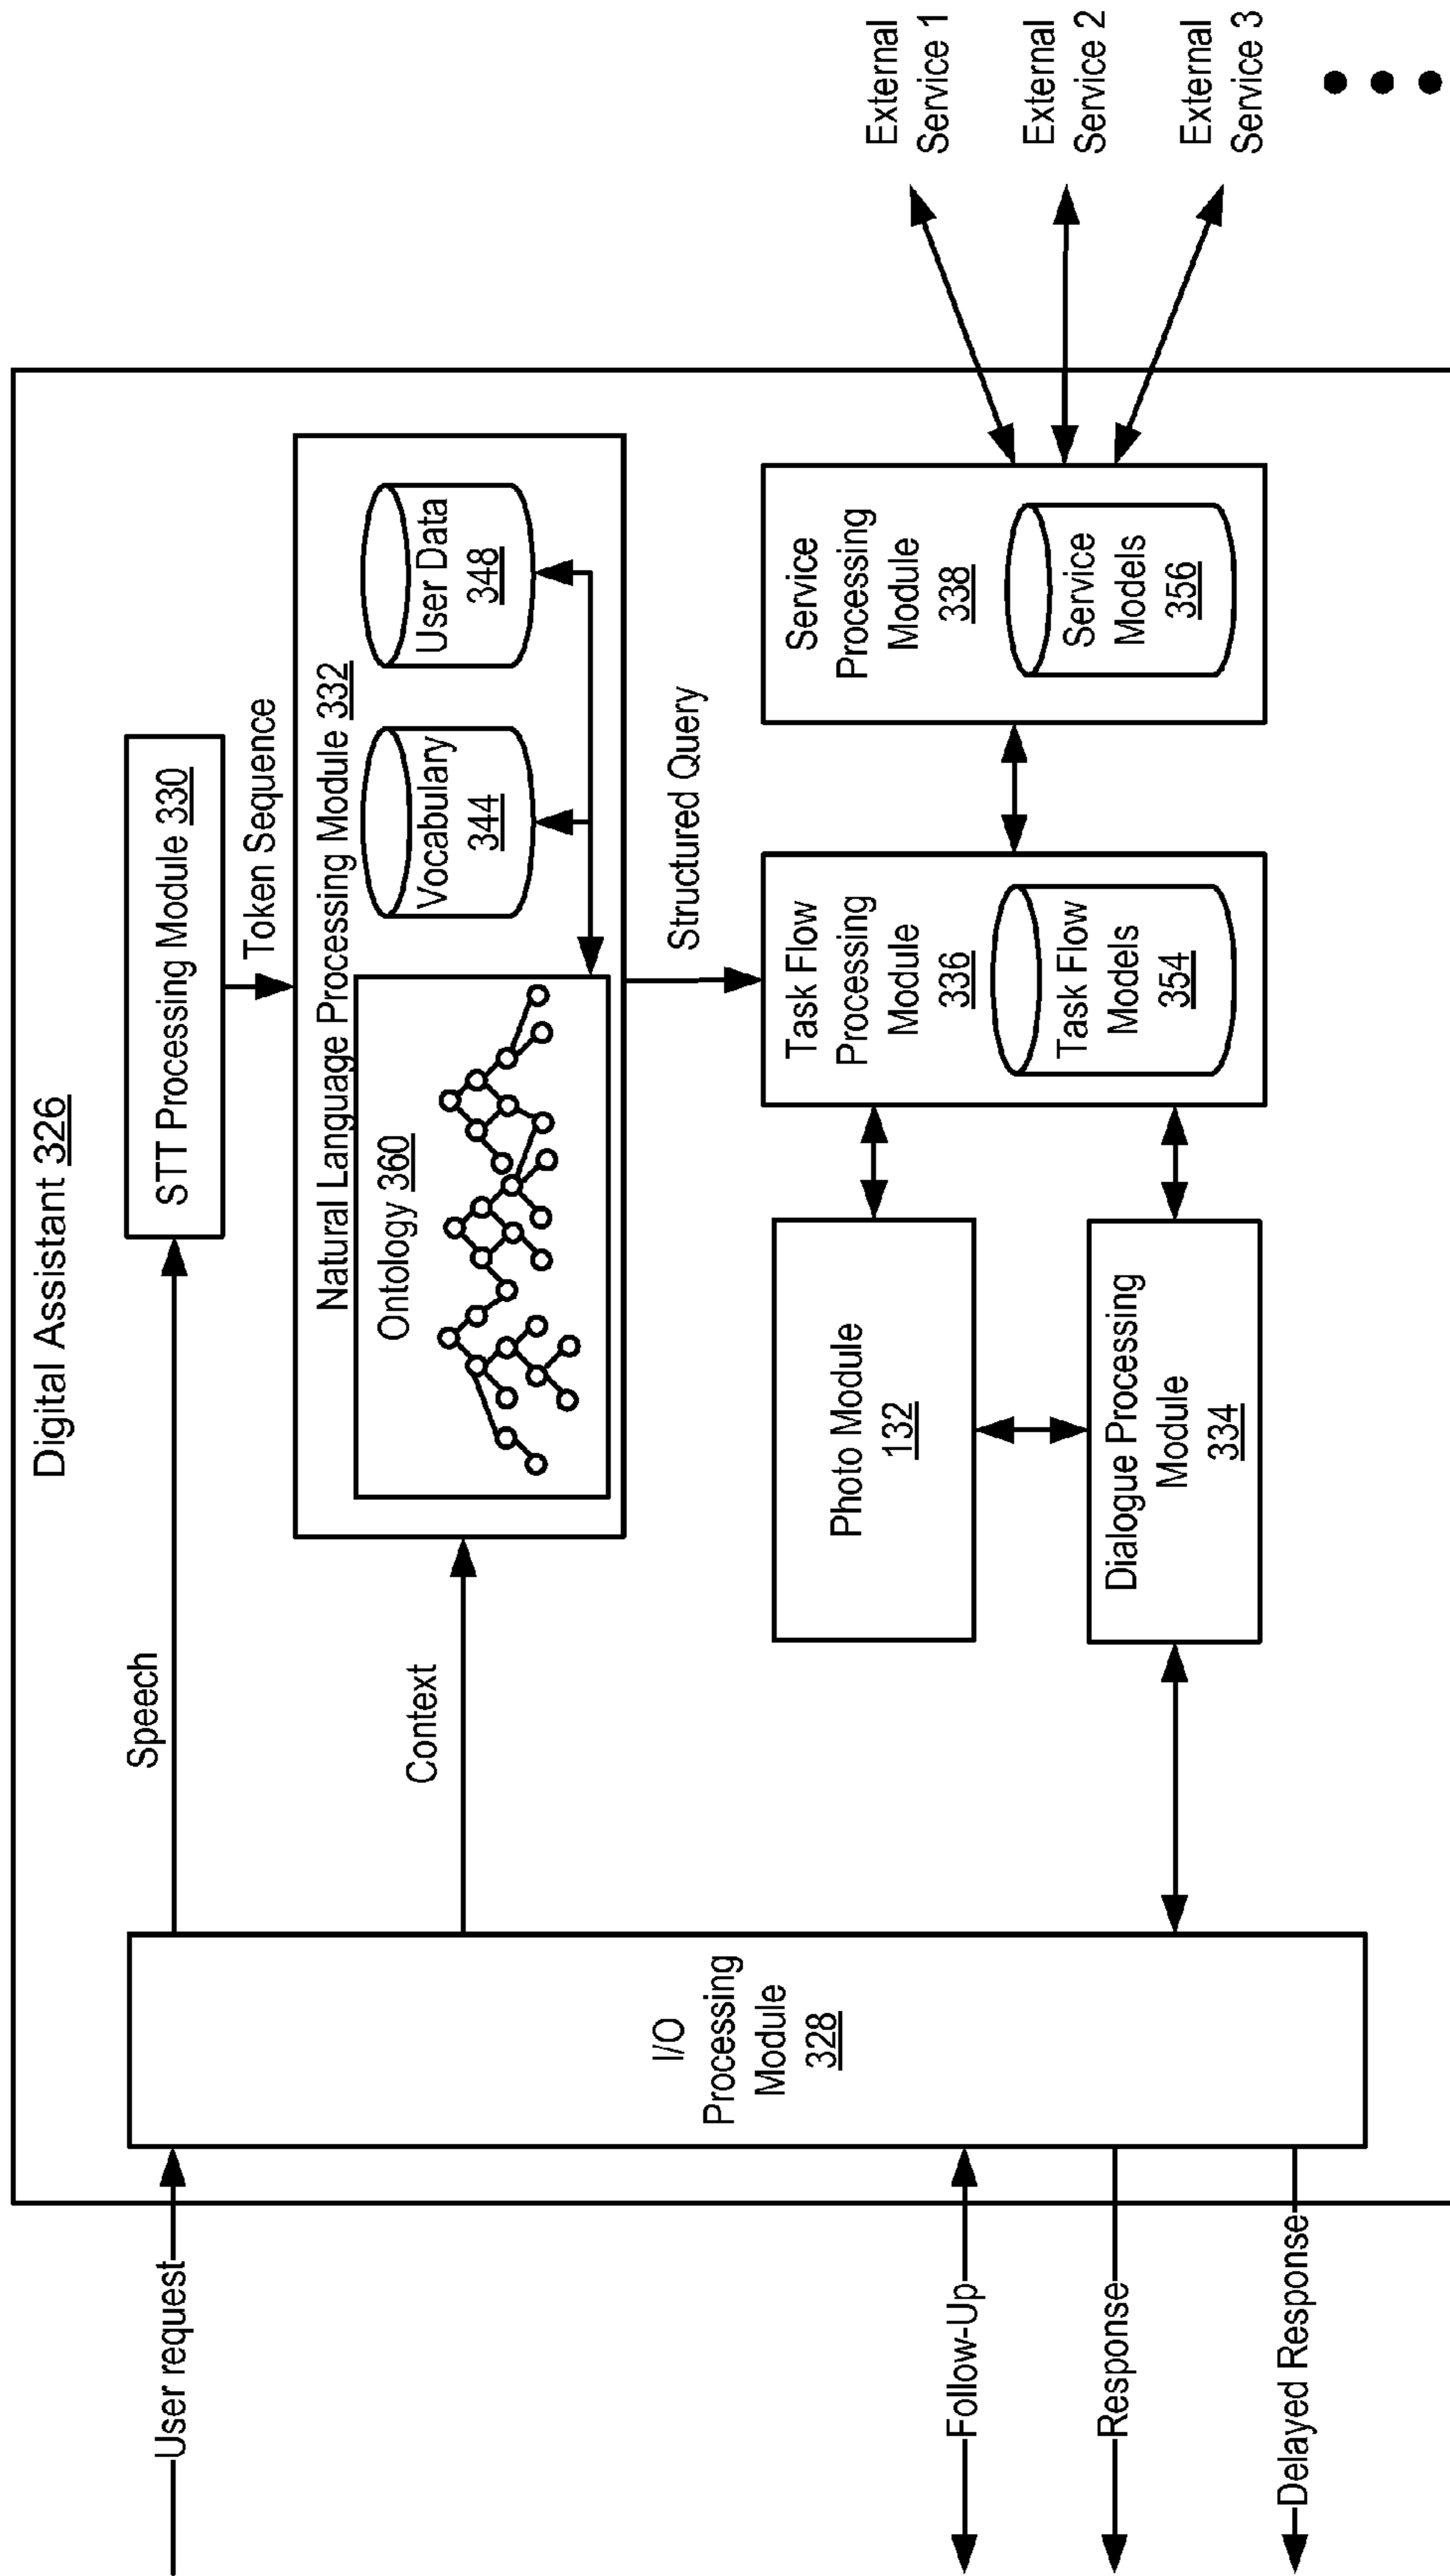 Digital Assistant 326
User request
Speech
STT Processing Module 330
Token Sequence
Context
Natural Language Processing Module 332
Ontology 360
Vocabulary
344
User Data
348
Structured Query
I/O
Processing
Module
328
Follow-Up
Response
Delayed Response
Photo Module
132
Dialogue Processing
Module
334
Task Flow
Processing
Module
336
Task Flow
Models
354
Service
Processing
Module
338
Service
Models
356
External
Service 1
External
Service 2
External
Service 3